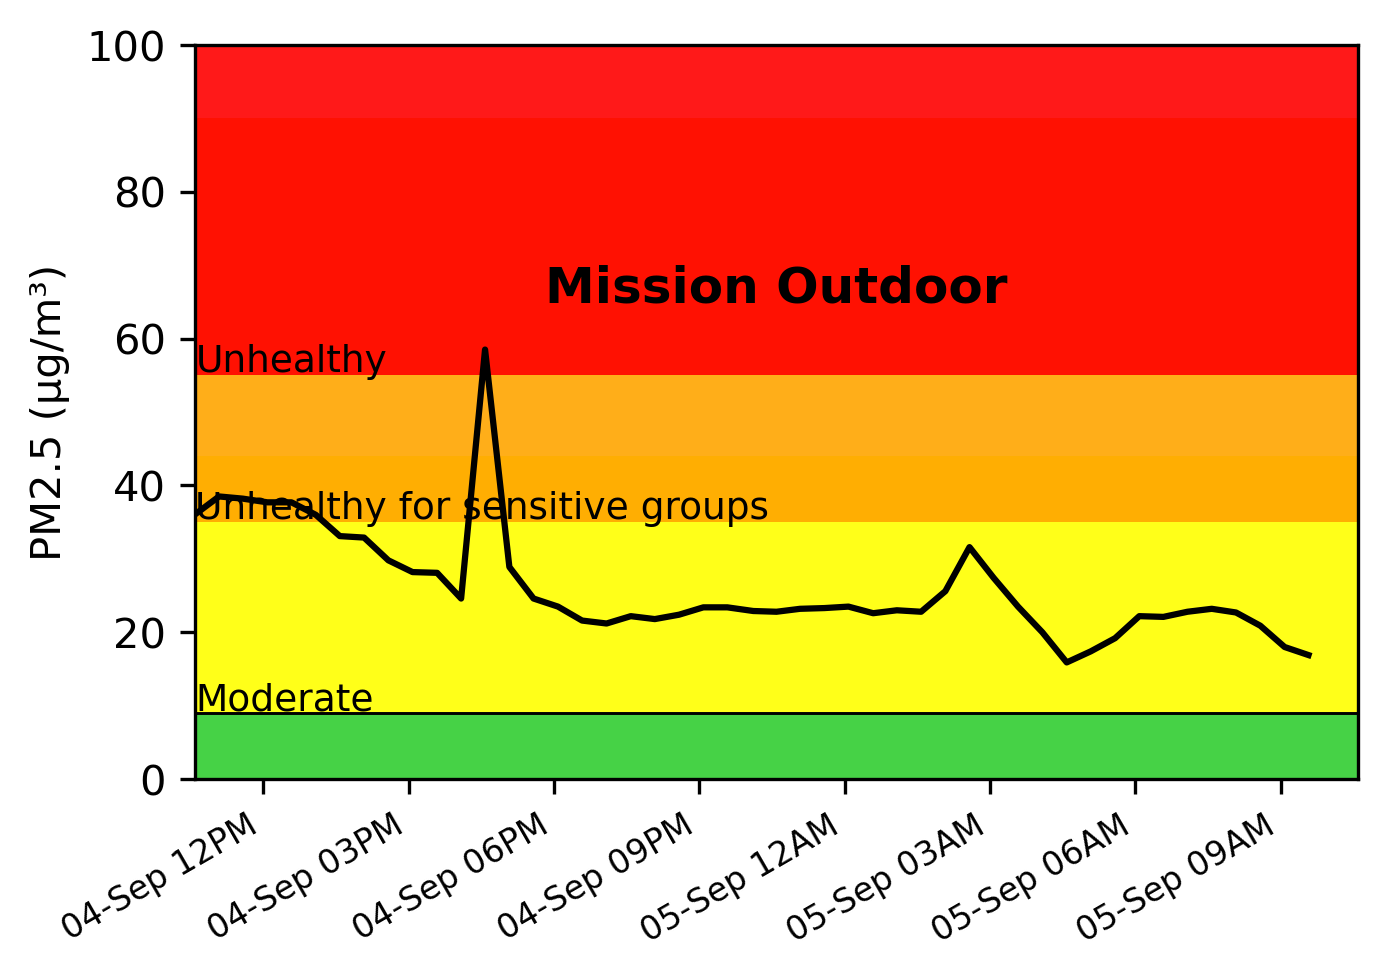 100
80
60
40
20
0
PM2.5 (µg/m³)
Mission Outdoor
Unhealthy
Unhealthy for sensitive groups
Moderate
04-Sep 12PM
04-Sep 03PM
04-Sep 06PM
04-Sep 09PM
05-Sep 12AM
05-Sep 03AM
05-Sep 06AM
05-Sep 09AM